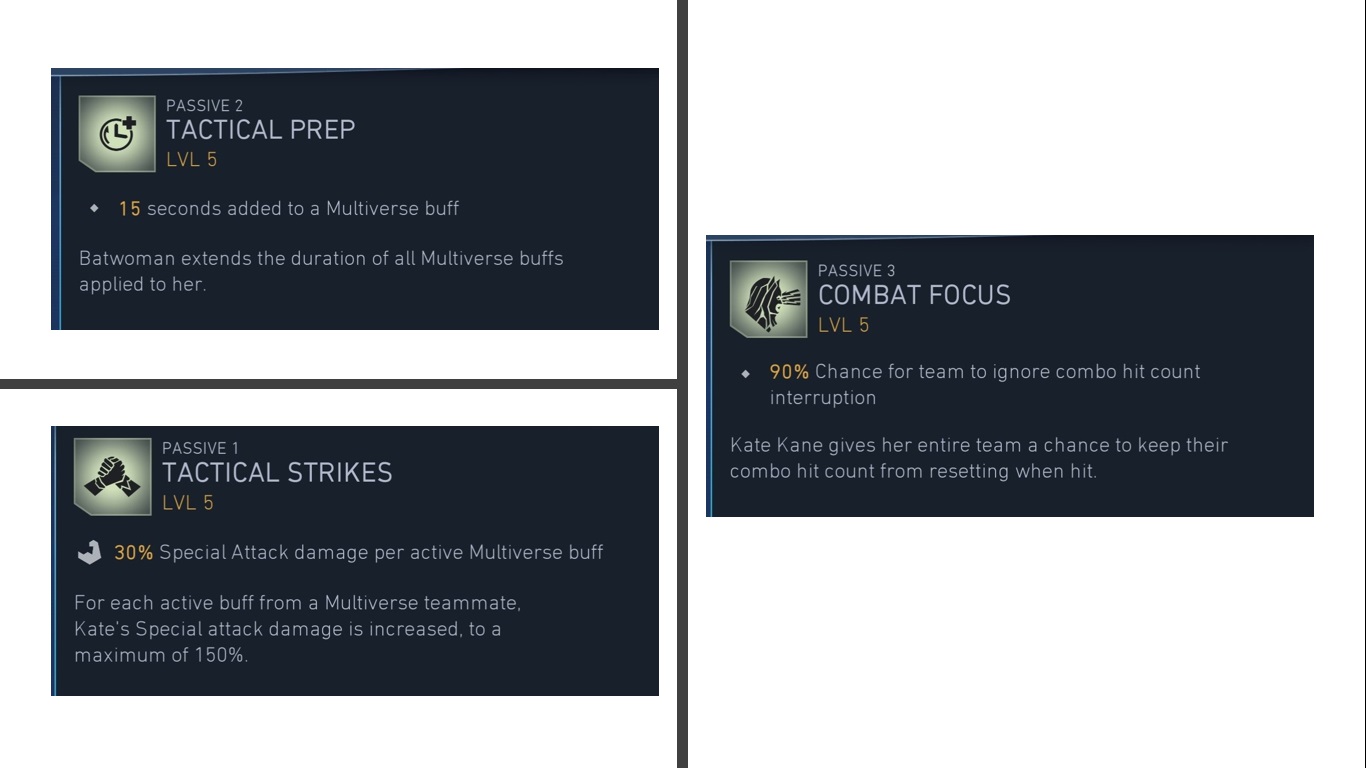 PASSIVE 2
TACTICAL PREP
LVL 5
15 seconds added to a Multiverse buff
Batwoman extends the duration of all Multiverse buffs
applied to her.
PASSIVE 1
TACTICAL STRIKES
LVL 5
30% Special Attack damage per active Multiverse buff
For each active buff from a Multiverse teammate,
Kate's Special attack damage is increased, to a
maximum of 150%.
PASSIVE 3
COMBAT FOCUS
LVL 5
90% Chance for team to ignore combo hit count
interruption
Kate Kane gives her entire team a chance to keep their
combo hit count from resetting when hit.